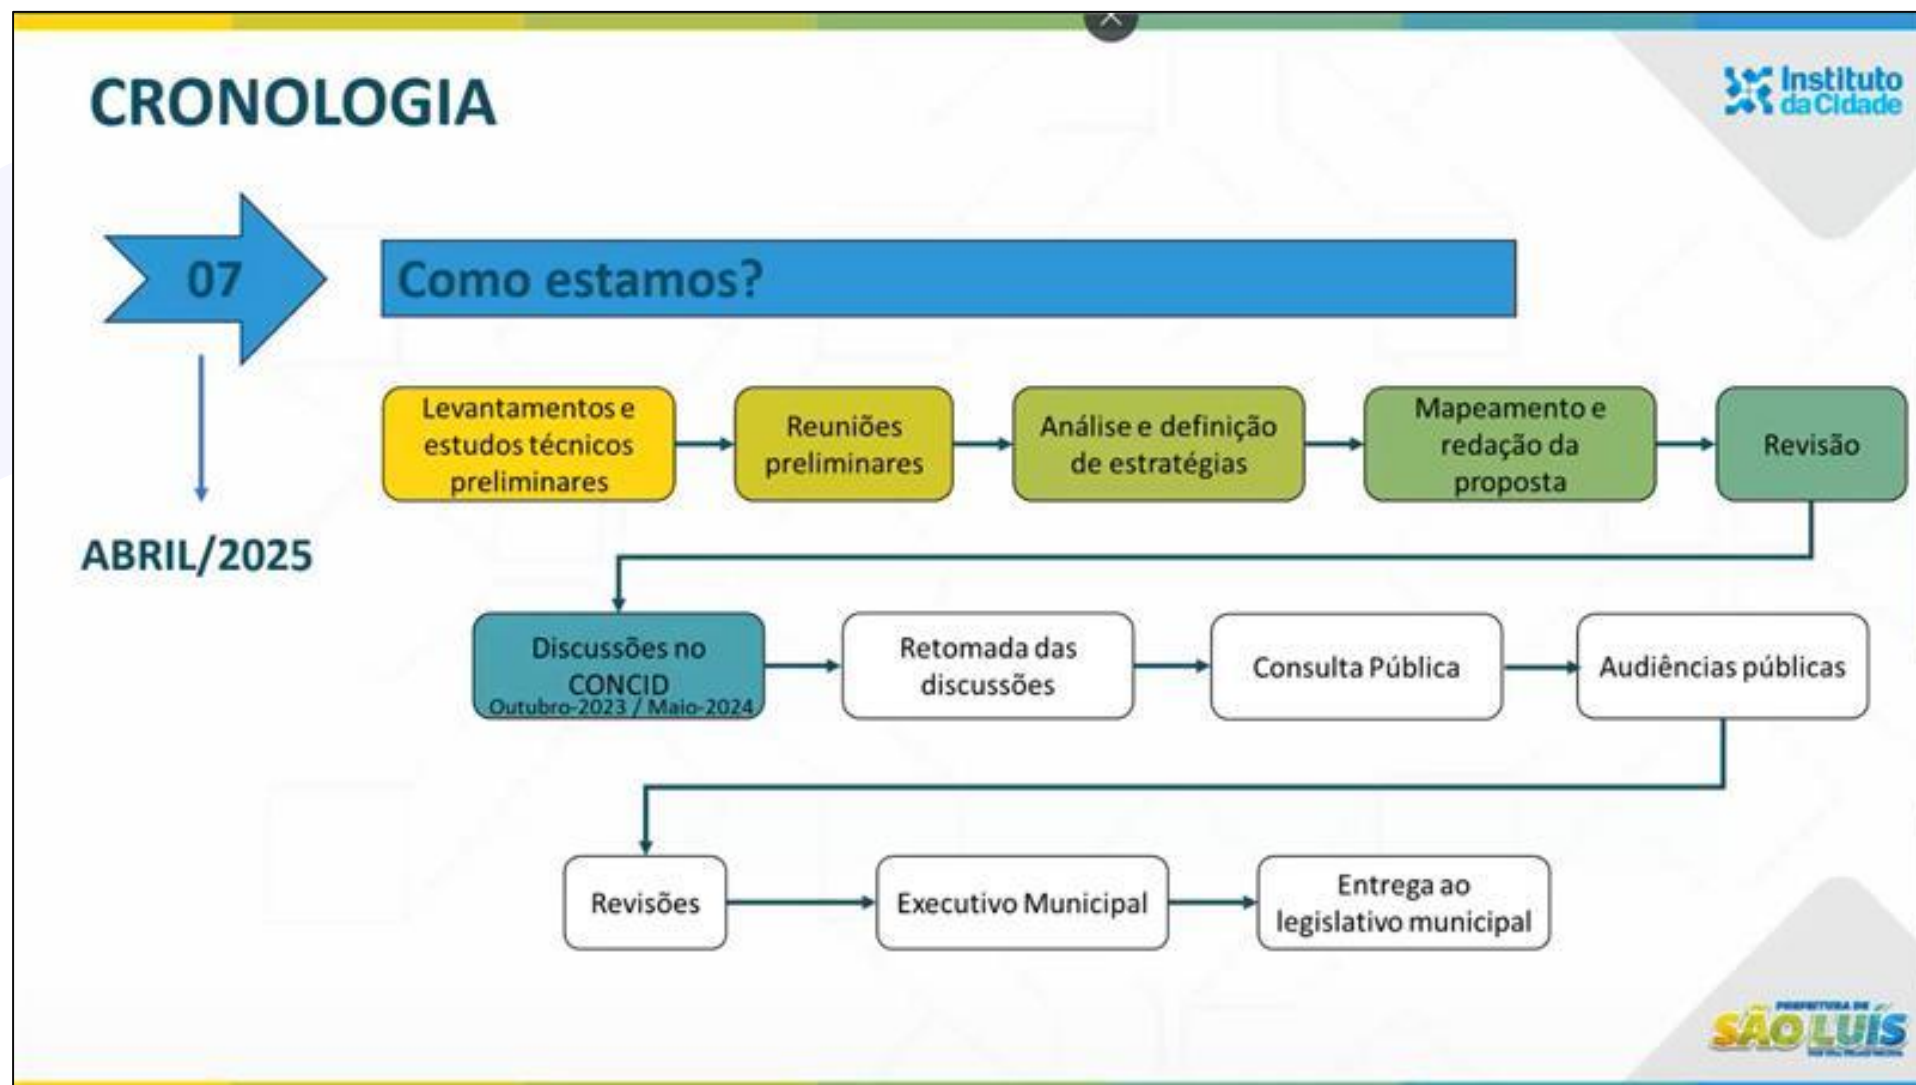 CRONOLOGIA
Instituto
da Cidade
07
Como estamos?
ABRIL/2025
Levantamentos e
estudos técnicos
preliminares
Reuniões
preliminares
Análise e definição
de estratégias
Mapeamento e
redação da
proposta
Revisão
Discussões no
CONCID
Outubro-2023 / Maio-2024
Retomada das
discussões
Consulta Pública
Audiências públicas
Revisões
Executivo Municipal
Entrega ao
legislativo municipal
PREFEITURA DE
SÃO LUÍS